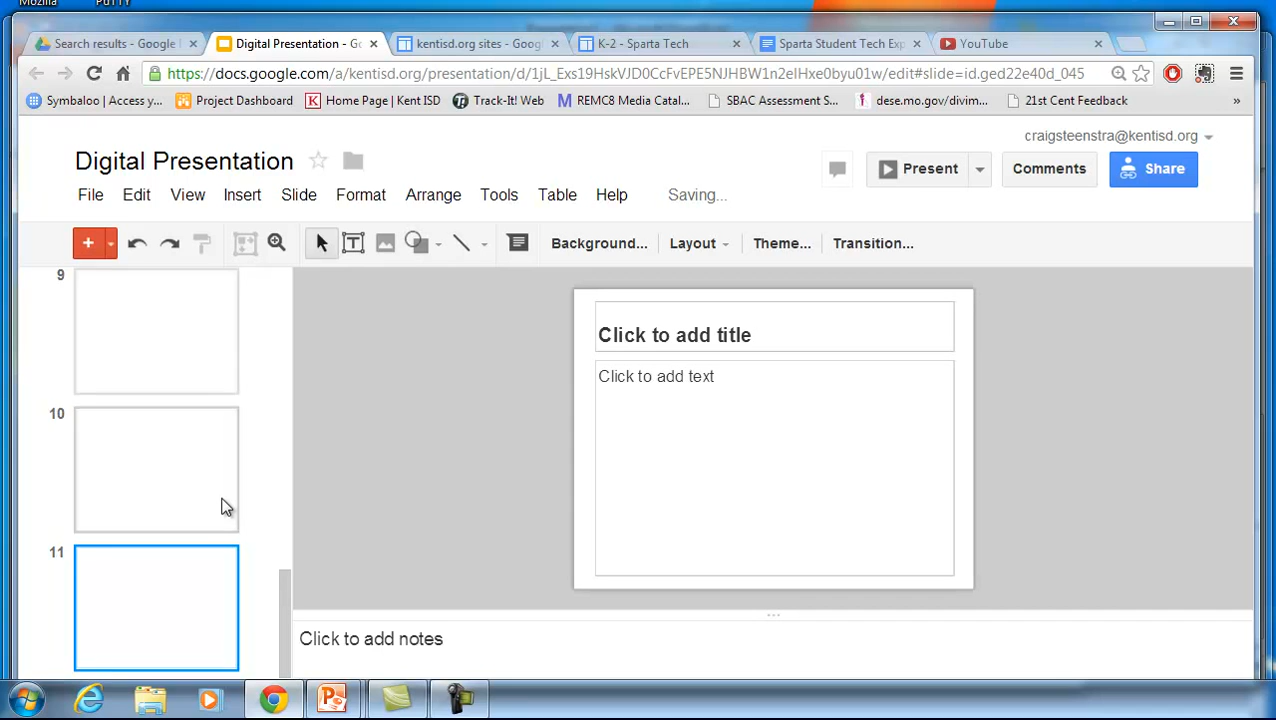 Mozilla PuTTY
Search results - Google Digital Presentation - Go kentisd.org sites - Goog K-2 - Sparta Tech Sparta Student Tech Exp YouTube
https://docs.google.com/a/kentisd.org/presentation/d/1jL_Exs19HskVJD0CcFvEPE5NJHBW1n2elHxe0byu01w/edit#slide=id.ged22e40d_045
Symbaloo | Access y... Project Dashboard Home Page | Kent ISD Track-It! Web REMC8 Media Catal... SBAC Assessment S... dese.mo.gov/divim... 21st Cent Feedback »
craigsteenstra@kentisd.org
Digital Presentation
Present Comments Share
File Edit View Insert Slide Format Arrange Tools Table Help Saving...
Background... Layout Theme... Transition...
9
Click to add title
Click to add text
10
11
Click to add notes